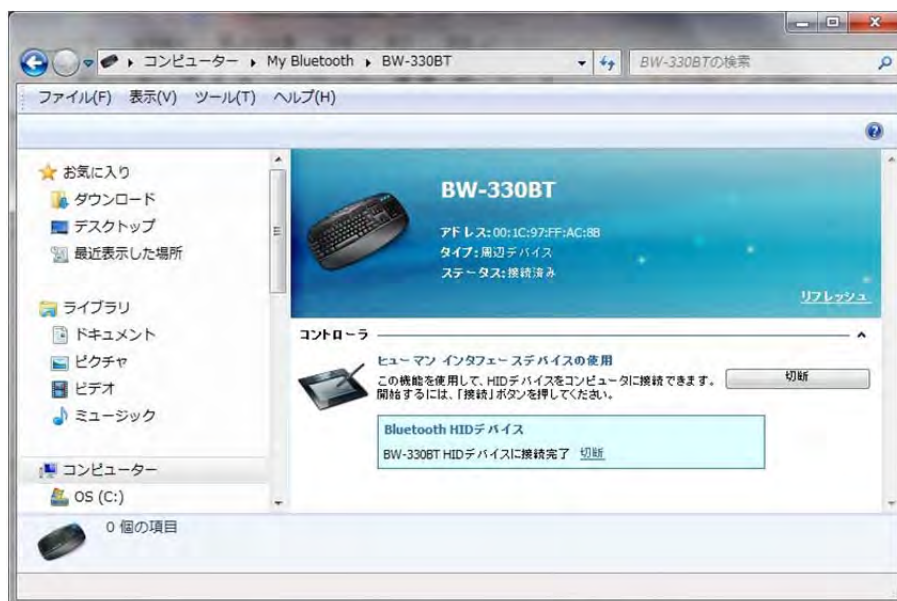 コンピューター ▸ My Bluetooth ▸ BW-330BT
BW-330BTの検索
ファイル(F) 表示(V) ツール(T) ヘルプ(H)
お気に入り
ダウンロード
デスクトップ
最近表示した場所
ライブラリ
ドキュメント
ピクチャ
ビデオ
ミュージック
コンピューター
OS (C:)
BW-330BT
アドレス:00:1C:97:FF:AC:8B
タイプ:周辺デバイス
ステータス:接続済み
リフレッシュ
コントローラ
ヒューマン インタフェースデバイスの使用
この機能を使用して、HIDデバイスをコンピュータに接続できます。
開始するには、「接続」ボタンを押してください。
切断
Bluetooth HIDデバイス
BW-330BT HIDデバイスに接続完了 切断
0 個の項目